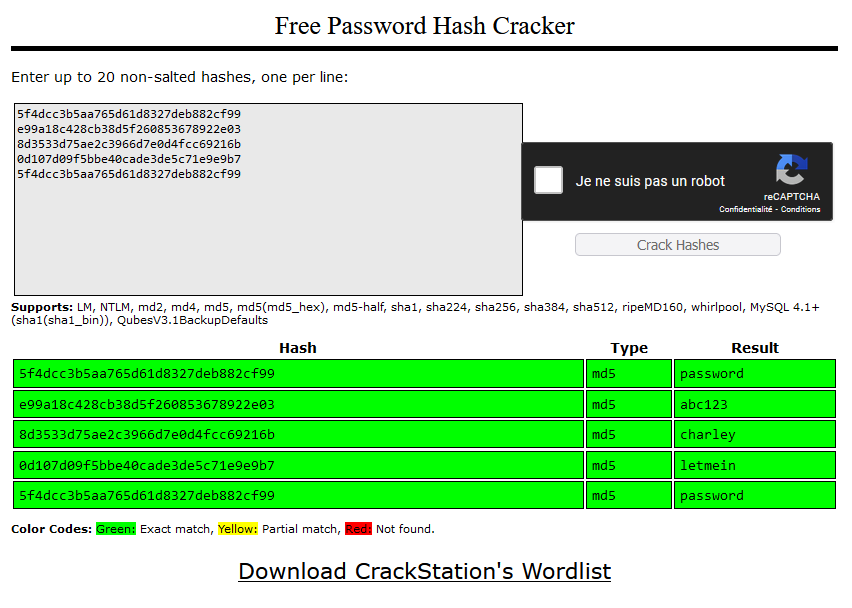 Free Password Hash Cracker
Enter up to 20 non-salted hashes, one per line:
5f4dcc3b5aa765d61d8327deb882cf99
e99a18c428cb38d5f260853678922e03
8d3533d75ae2c3966d7e0d4fcc69216b
0d107d09f5bbe40cade3de5c71e9e9b7
5f4dcc3b5aa765d61d8327deb882cf99
Je ne suis pas un robot
reCAPTCHA
Confidentialité - Conditions
Crack Hashes
Supports: LM, NTLM, md2, md4, md5, md5(md5_hex), md5-half, sha1, sha224, sha256, sha384, sha512, ripeMD160, whirlpool, MySQL 4.1+
(sha1(sha1_bin)), QubesV3.1BackupDefaults
Hash Type Result
5f4dcc3b5aa765d61d8327deb882cf99 md5 password
e99a18c428cb38d5f260853678922e03 md5 abc123
8d3533d75ae2c3966d7e0d4fcc69216b md5 charley
0d107d09f5bbe40cade3de5c71e9e9b7 md5 letmein
5f4dcc3b5aa765d61d8327deb882cf99 md5 password
Color Codes: Green: Exact match, Yellow: Partial match, Red: Not found.
Download CrackStation's Wordlist